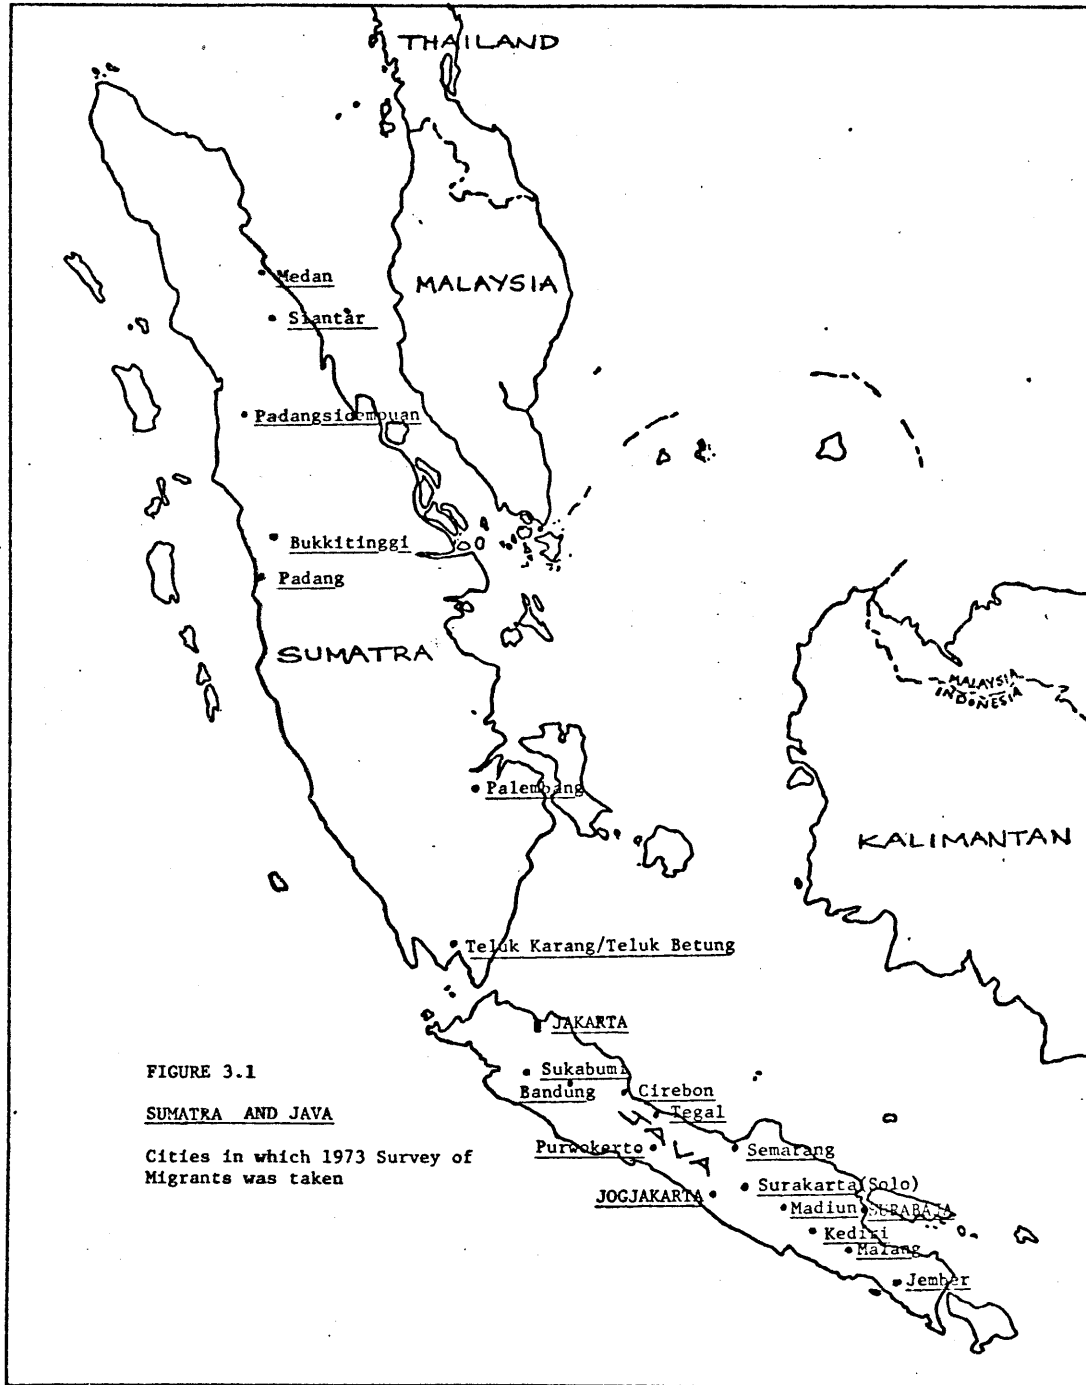 THAILAND
MALAYSIA
Medan
Siantar
Padangsidempuan
Bukkitinggi
Padang
SUMATRA
MALAYSIA
INDONESIA
Palembang
KALIMANTAN
Teluk Karang/Teluk Betung
JAKARTA
Sukabumi
Bandung
Cirebon
Tegal
JAVA
Purwokerto
Semarang
Surakarta(Solo)
JOGJAKARTA
Madiun
SURABAJA
Kediri
Malang
Jember
FIGURE 3.1
SUMATRA AND JAVA
Cities in which 1973 Survey of
Migrants was taken